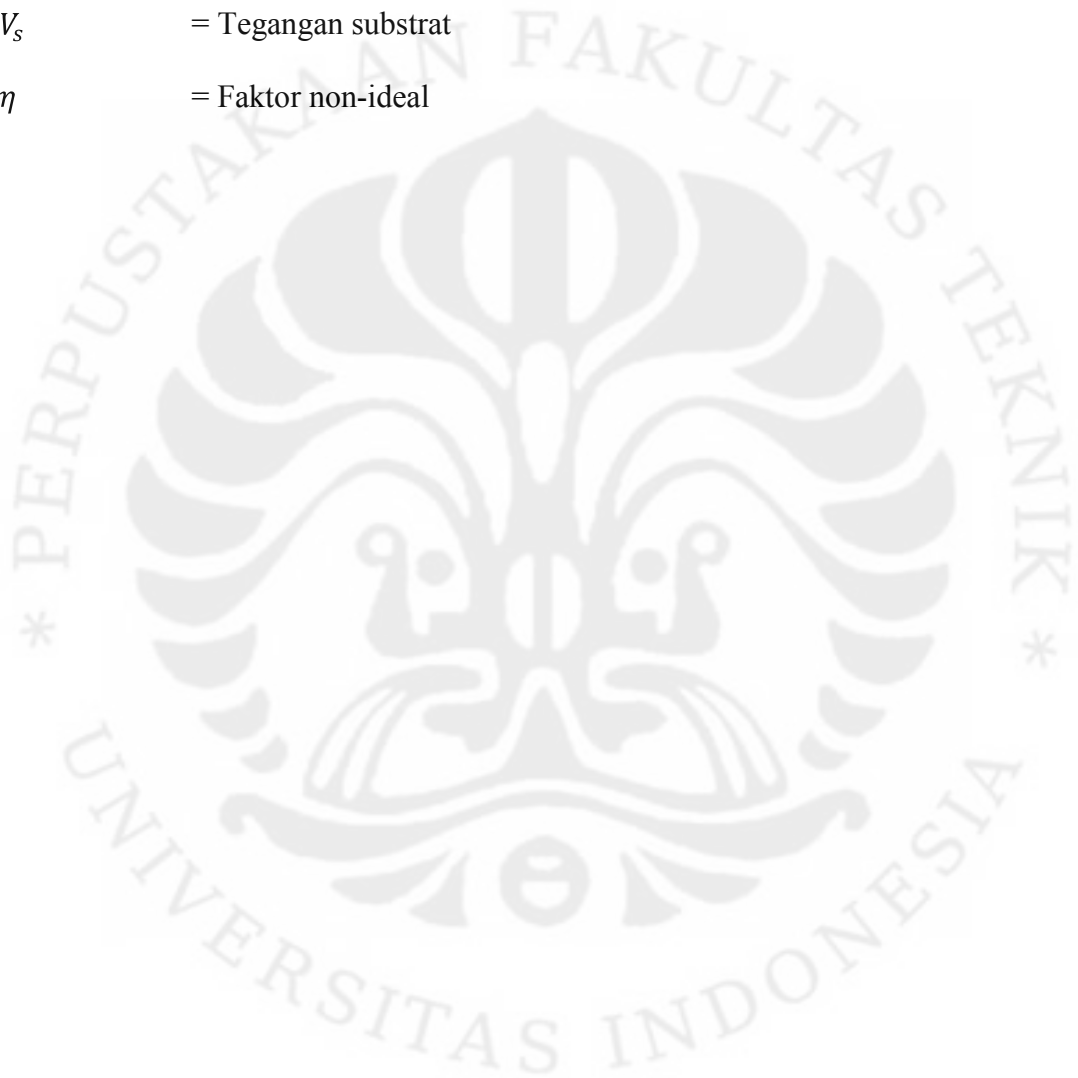 V_s = Tegangan substrat
η = Faktor non-ideal
* PERPUSTAKAAN FAKULTAS TEKNIK *
UNIVERSITAS INDONESIA